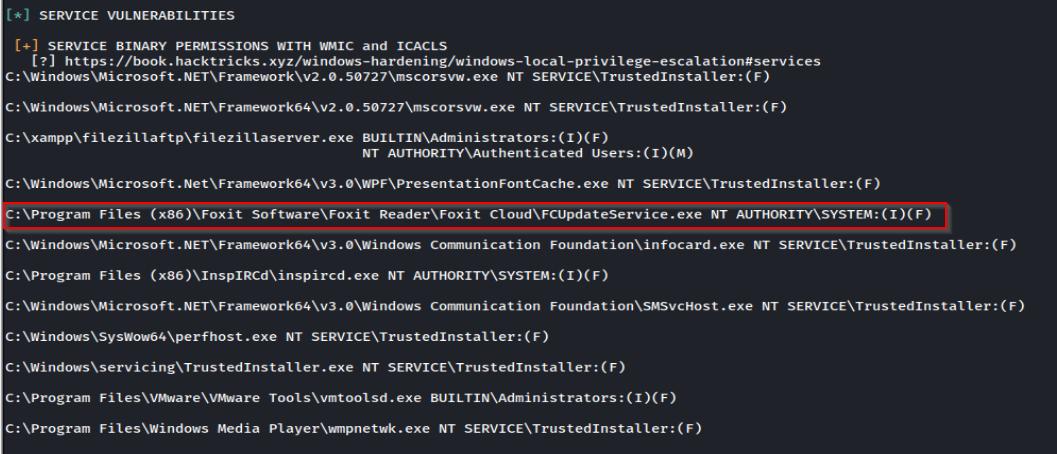 [*] SERVICE VULNERABILITIES
[+] SERVICE BINARY PERMISSIONS WITH WMIC and ICACLS
[?] https://book.hacktricks.xyz/windows-hardening/windows-local-privilege-escalation#services
C:\Windows\Microsoft.NET\Framework\v2.0.50727\mscorsvw.exe NT SERVICE\TrustedInstaller:(F)
C:\Windows\Microsoft.NET\Framework64\v2.0.50727\mscorsvw.exe NT SERVICE\TrustedInstaller:(F)
C:\xampp\filezillaftp\filezillaserver.exe BUILTIN\Administrators:(I)(F)
NT AUTHORITY\Authenticated Users:(I)(M)
C:\Windows\Microsoft.Net\Framework64\v3.0\WPF\PresentationFontCache.exe NT SERVICE\TrustedInstaller:(F)
C:\Program Files (x86)\Foxit Software\Foxit Reader\Foxit Cloud\FCUpdateService.exe NT AUTHORITY\SYSTEM:(I)(F)
C:\Windows\Microsoft.NET\Framework64\v3.0\Windows Communication Foundation\infocard.exe NT SERVICE\TrustedInstaller:(F)
C:\Program Files (x86)\InspIRCd\inspircd.exe NT AUTHORITY\SYSTEM:(I)(F)
C:\Windows\Microsoft.NET\Framework64\v3.0\Windows Communication Foundation\SMSvcHost.exe NT SERVICE\TrustedInstaller:(F)
C:\Windows\SysWow64\perfhost.exe NT SERVICE\TrustedInstaller:(F)
C:\Windows\servicing\TrustedInstaller.exe NT SERVICE\TrustedInstaller:(F)
C:\Program Files\VMware\VMware Tools\vmtoolsd.exe BUILTIN\Administrators:(I)(F)
C:\Program Files\Windows Media Player\wmpnetwk.exe NT SERVICE\TrustedInstaller:(F)